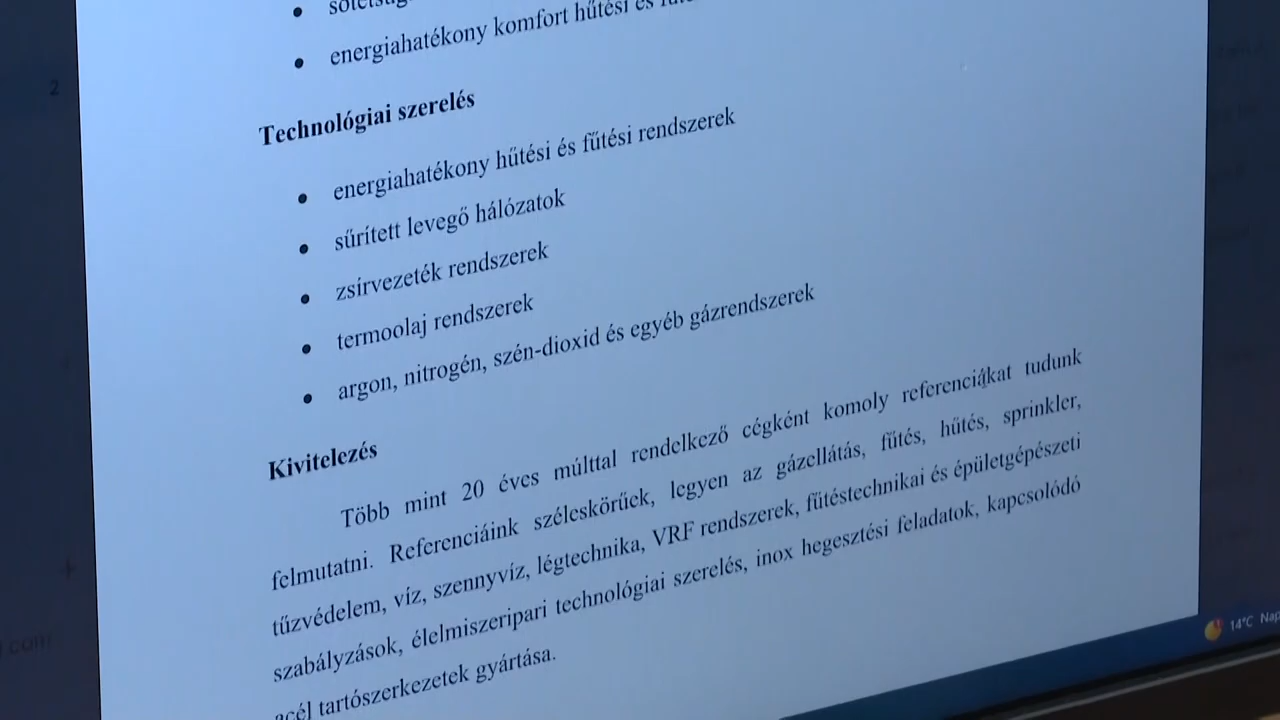 2
energiahatékony komfort hűtési és
Technológiai szerelés
energiahatékony hűtési és fűtési rendszerek
sűrített levegő hálózatok
zsírvezeték rendszerek
termoolaj rendszerek
argon, nitrogén, szén-dioxid és egyéb gázrendszerek
Kivitelezés
Több mint 20 éves múlttal rendelkező cégként komoly referenciákat tudunk
felmutatni. Referenciáink széleskörűek, legyen az gázellátás, fűtés, hűtés, sprinkler,
tűzvédelem, víz, szennyvíz, légtechnika, VRF rendszerek, fűtéstechnikai és épületgépészeti
szabályzások, élelmiszeripari technológiai szerelés, inox hegesztési feladatok, kapcsolódó
acél tartószerkezetek gyártása.
14°C Nap